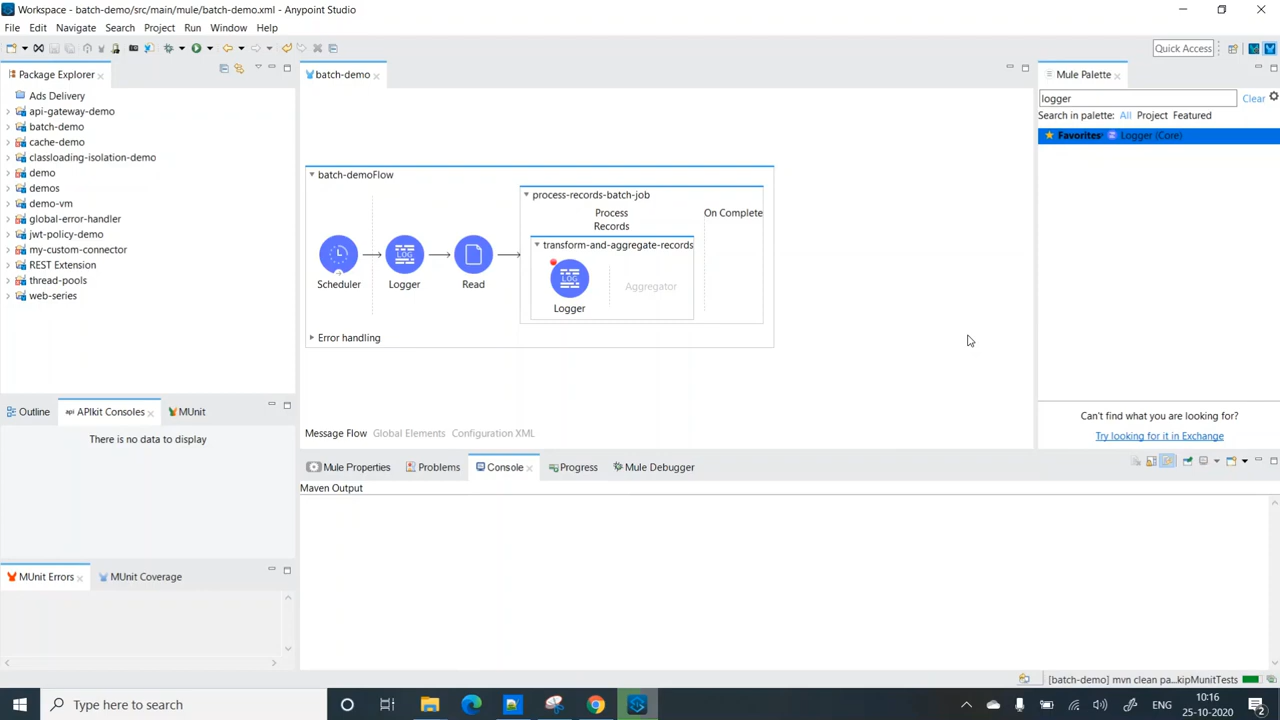 Workspace - batch-demo/src/main/mule/batch-demo.xml - Anypoint Studio
File Edit Navigate Search Project Run Window Help
Quick Access
Package Explorer
batch-demo
Mule Palette
Ads Delivery
api-gateway-demo
batch-demo
cache-demo
classloading-isolation-demo
demo
demos
demo-vm
global-error-handler
jwt-policy-demo
my-custom-connector
REST Extension
thread-pools
web-series
batch-demoFlow
process-records-batch-job
Process
Records
On Complete
transform-and-aggregate-records
LOG
LOG
Aggregator
Scheduler
Logger
Read
Logger
Error handling
Message Flow Global Elements Configuration XML
logger
Clear
Search in palette: All Project Featured
Favorites Logger (Core)
Can't find what you are looking for?
Try looking for it in Exchange
Outline
api APIkit Consoles
MUnit
There is no data to display
Mule Properties
Problems
Console
Progress
Mule Debugger
Maven Output
MUnit Errors
MUnit Coverage
[batch-demo] mvn clean pa...kipMunitTests
Type here to search
ENG
10:16
25-10-2020
2